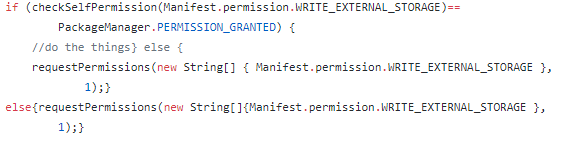 if (checkSelfPermission(Manifest.permission.WRITE_EXTERNAL_STORAGE)==
PackageManager.PERMISSION_GRANTED) {
//do the things} else {
requestPermissions(new String[] { Manifest.permission.WRITE_EXTERNAL_STORAGE },
1);}
else{requestPermissions(new String[]{Manifest.permission.WRITE_EXTERNAL_STORAGE },
1);}